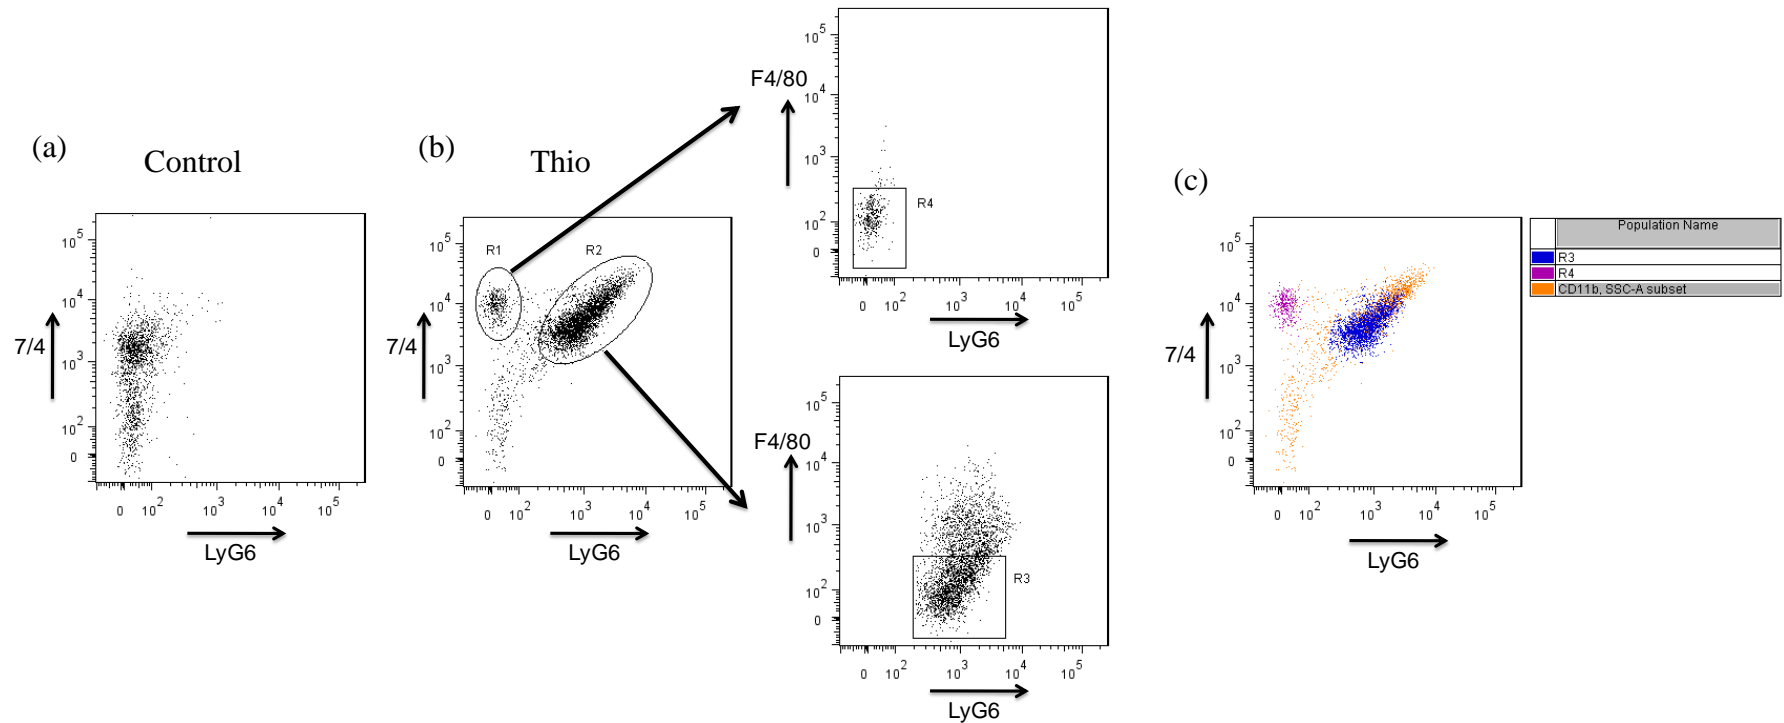 (a)
Control
10^5
10^4
10^3
10^2
0
7/4
0 10^2 10^3 10^4 10^5
LyG6
(b)
Thio
10^5
10^4
10^3
10^2
0
R1
R2
7/4
0 10^2 10^3 10^4 10^5
LyG6
F4/80
10^5
10^4
10^3
10^2
0
R4
0 10^2 10^3 10^4 10^5
LyG6
F4/80
10^5
10^4
10^3
10^2
0
R3
0 10^2 10^3 10^4 10^5
LyG6
(c)
10^5
10^4
10^3
10^2
0
7/4
0 10^2 10^3 10^4 10^5
LyG6
Population Name
R3
R4
CD11b, SSC-A subset